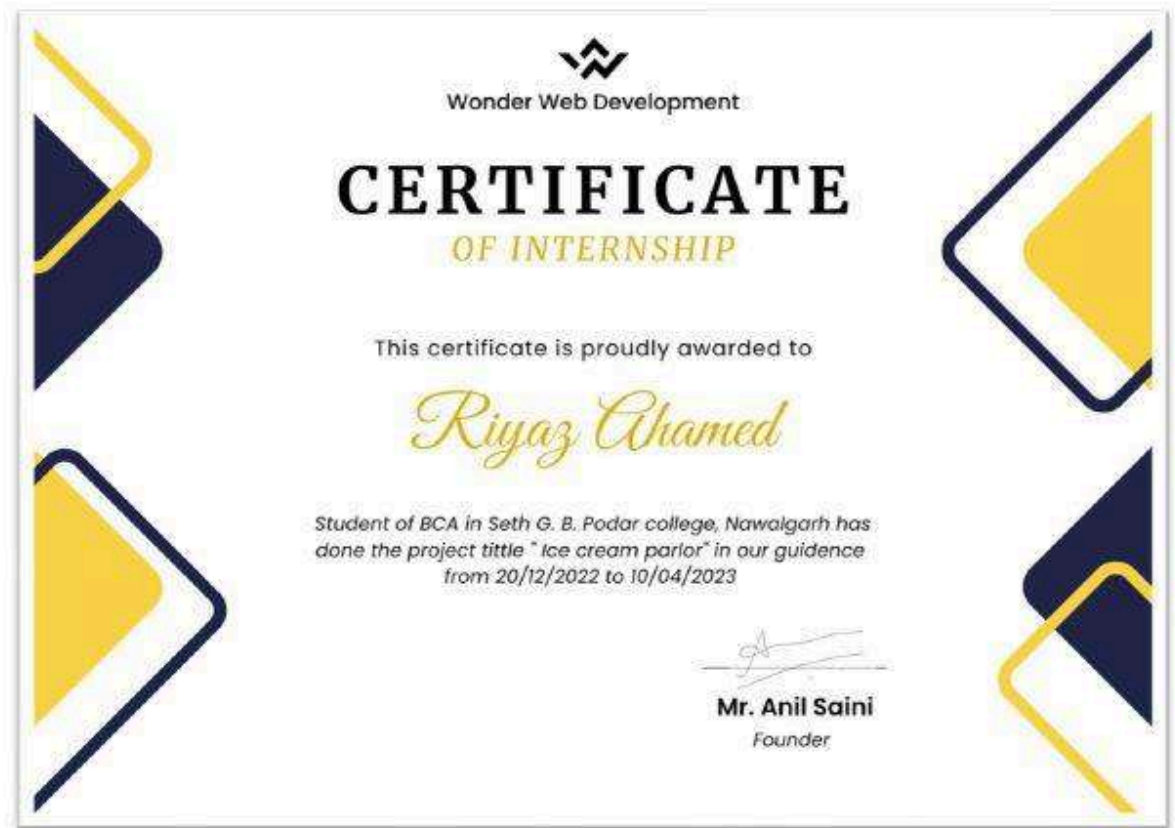 Wonder Web Development
CERTIFICATE
OF INTERNSHIP
This certificate is proudly awarded to
Riyaz Ahamed
Student of BCA in Seth G. B. Podar college, Nawalgarh has
done the project tittle " Ice cream parlor" in our guidence
from 20/12/2022 to 10/04/2023
Mr. Anil Saini
Founder